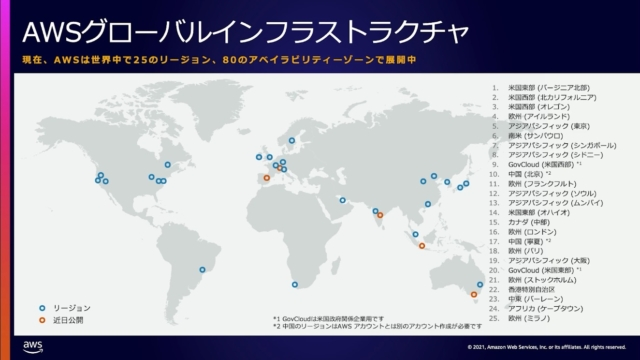 AWSグローバルインフラストラクチャ
現在、AWSは世界中で25のリージョン、80のアベイラビリティーゾーンで展開中
1. 米国東部 (バージニア北部)
2. 米国西部 (北カリフォルニア)
3. 米国西部 (オレゴン)
4. 欧州 (アイルランド)
5. アジアパシフィック (東京)
6. 南米 (サンパウロ)
7. アジアパシフィック (シンガポール)
8. アジアパシフィック (シドニー)
9. GovCloud (米国西部) *1
10. 中国 (北京) *2
11. 欧州 (フランクフルト)
12. アジアパシフィック (ソウル)
13. アジアパシフィック (ムンバイ)
14. 米国東部 (オハイオ)
15. カナダ (中部)
16. 欧州 (ロンドン)
17. 中国 (寧夏) *2
18. 欧州 (パリ)
19. アジアパシフィック (大阪)
20. GovCloud (米国東部) *1
21. 欧州 (ストックホルム)
22. 香港特別自治区
23. 中東 (バーレーン)
24. アフリカ (ケープタウン)
25. 欧州 (ミラノ)
リージョン
近日公開
*1 GovCloudは米国政府関係企業用です
*2 中国のリージョンはAWS アカウントとは別のアカウント作成が必要です
aws
© 2021, Amazon Web Services, Inc. or its affiliates. All rights reserved.